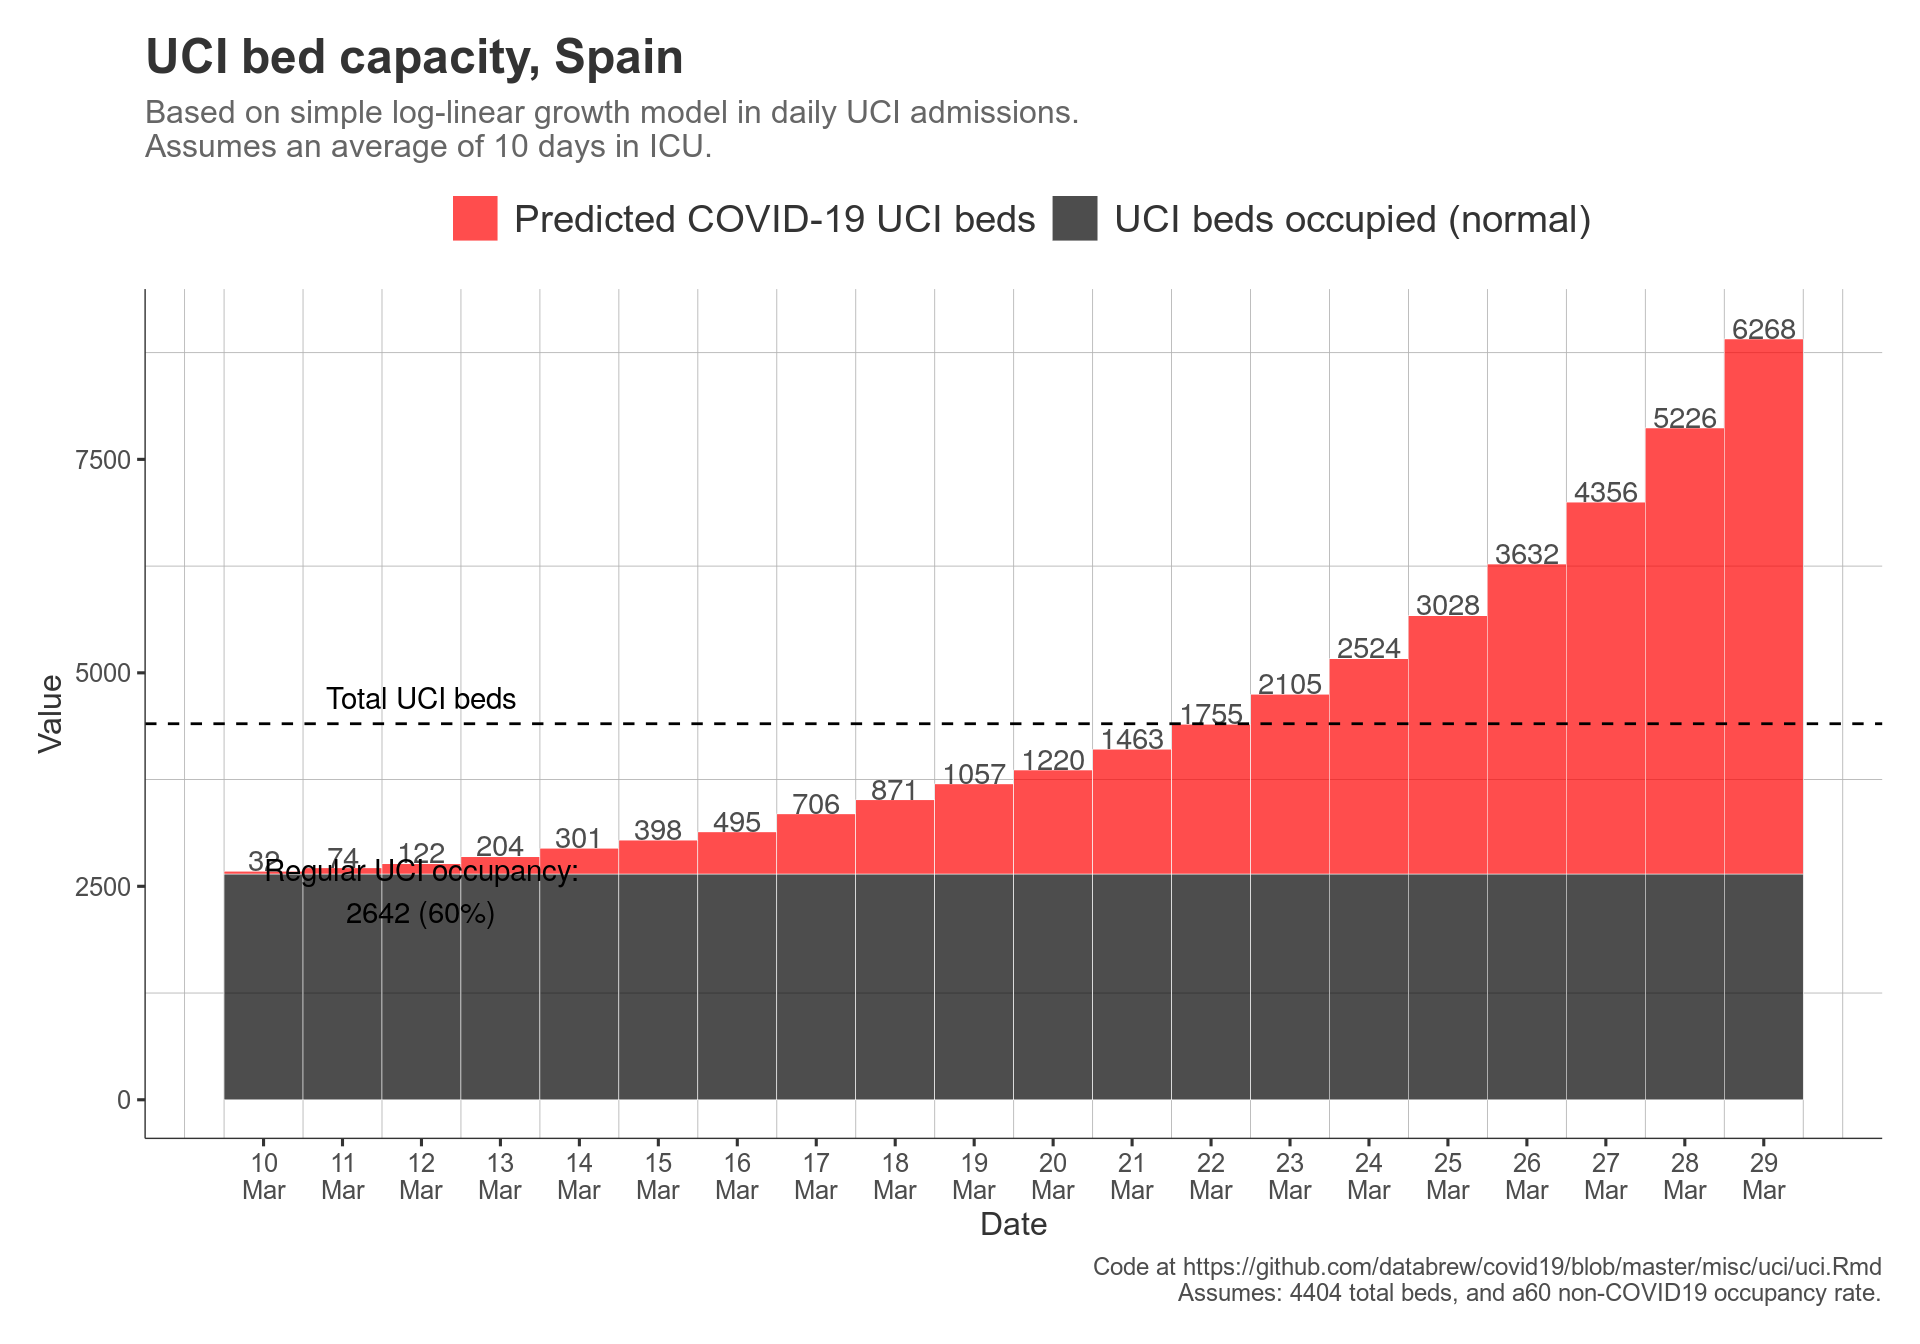 UCI bed capacity, Spain
Based on simple log-linear growth model in daily UCI admissions.
Assumes an average of 10 days in ICU.
Predicted COVID-19 UCI beds
UCI beds occupied (normal)
Value
7500
5000
2500
0
Total UCI beds
Regular UCI occupancy:
2642 (60%)
32
74
122
204
301
398
495
706
871
1057
1220
1463
1755
2105
2524
3028
3632
4356
5226
6268
10 Mar
11 Mar
12 Mar
13 Mar
14 Mar
15 Mar
16 Mar
17 Mar
18 Mar
19 Mar
20 Mar
21 Mar
22 Mar
23 Mar
24 Mar
25 Mar
26 Mar
27 Mar
28 Mar
29 Mar
Date
Code at https://github.com/databrew/covid19/blob/master/misc/uci/uci.Rmd
Assumes: 4404 total beds, and a60 non-COVID19 occupancy rate.